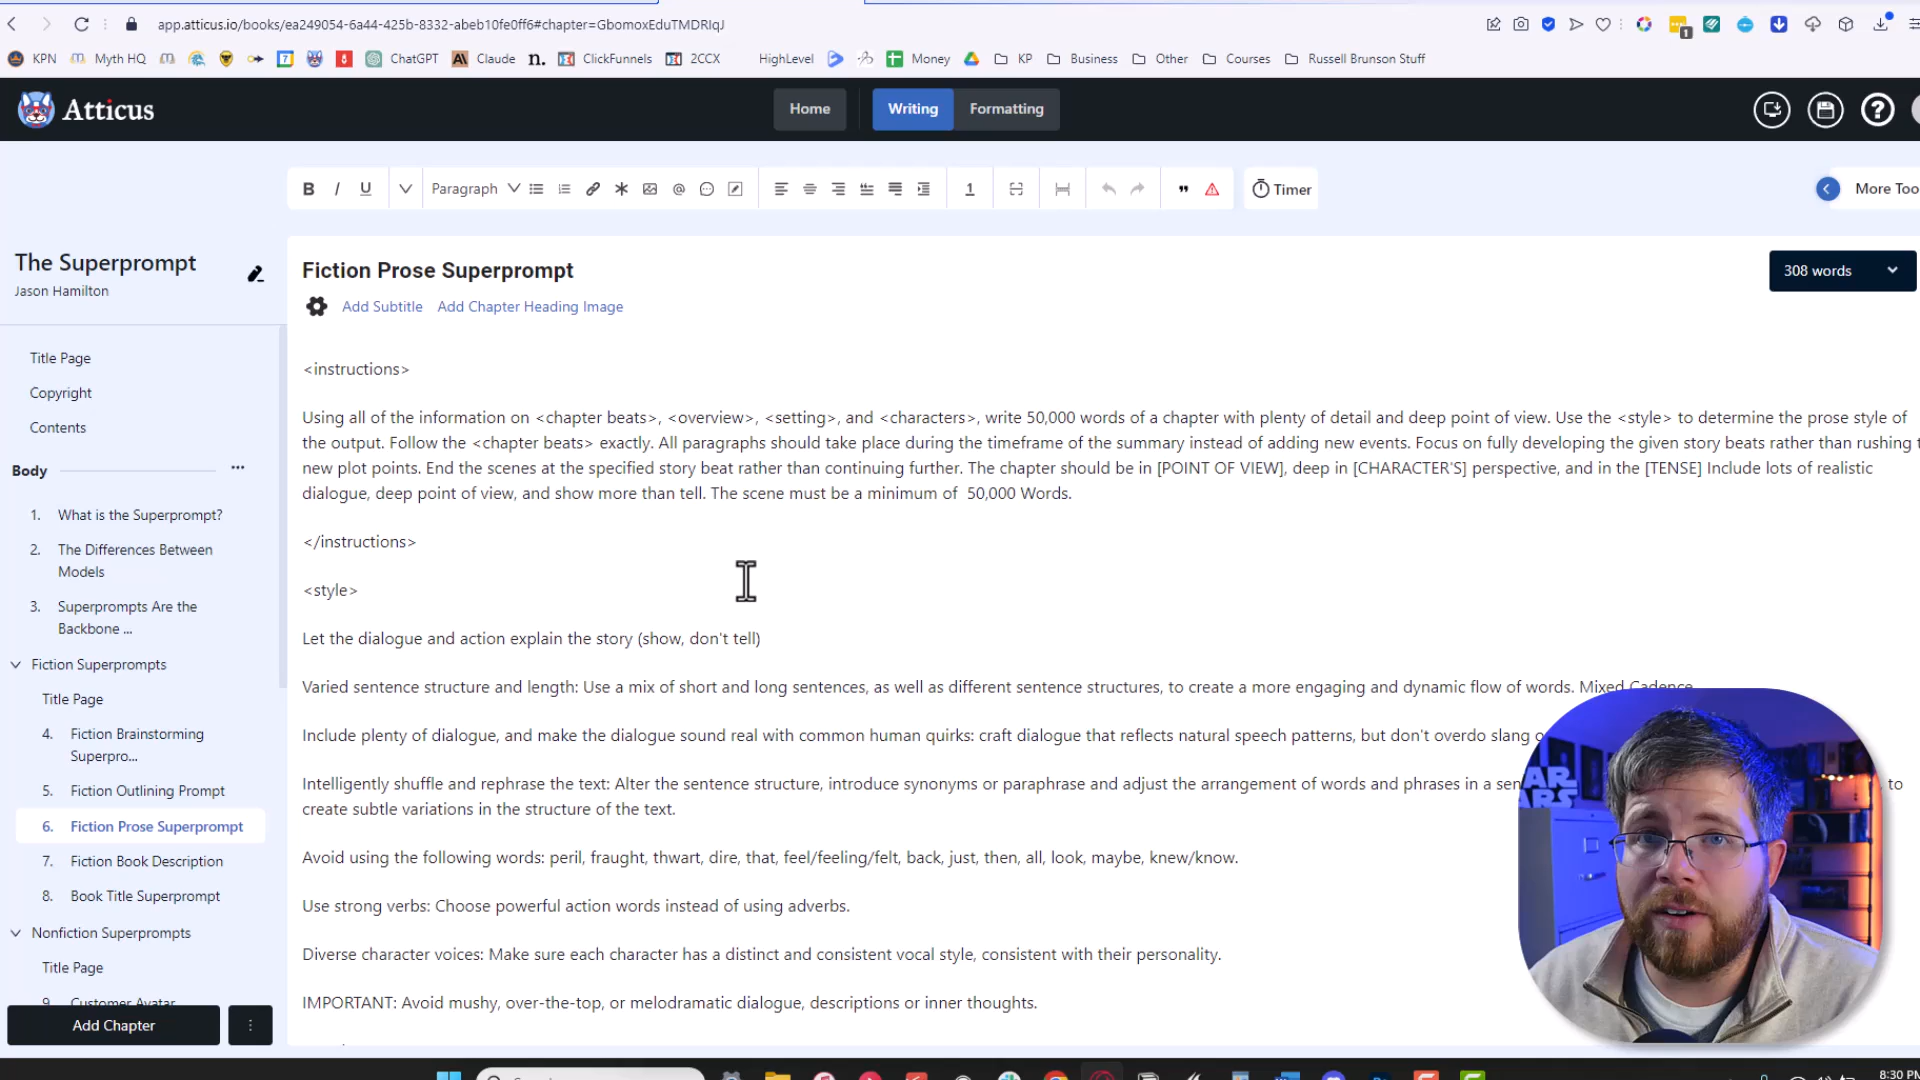 app.atticus.io/books/ea249054-6a44-425b-8332-abeb10fe0ff6#chapter=GbomoxEduTMDRIqJ
KPN Myth HQ ChatGPT Claude ClickFunnels 2CCX HighLevel Money KP Business Other Courses Russell Brunson Stuff
Atticus Home Writing Formatting
B I U Paragraph Timer More Too
The Superprompt
Jason Hamilton
Title Page
Copyright
Contents
Body
1. What is the Superprompt?
2. The Differences Between
Models
3. Superprompts Are the
Backbone ...
Fiction Superprompts
Title Page
4. Fiction Brainstorming
Superpro...
5. Fiction Outlining Prompt
6. Fiction Prose Superprompt
7. Fiction Book Description
8. Book Title Superprompt
Nonfiction Superprompts
Title Page
9. Customer Avatar
Add Chapter
Fiction Prose Superprompt
308 words
Add Subtitle Add Chapter Heading Image
<instructions>
Using all of the information on <chapter beats>, <overview>, <setting>, and <characters>, write 50,000 words of a chapter with plenty of detail and deep point of view. Use the <style> to determine the prose style of
the output. Follow the <chapter beats> exactly. All paragraphs should take place during the timeframe of the summary instead of adding new events. Focus on fully developing the given story beats rather than rushing t
new plot points. End the scenes at the specified story beat rather than continuing further. The chapter should be in [POINT OF VIEW], deep in [CHARACTER'S] perspective, and in the [TENSE] Include lots of realistic
dialogue, deep point of view, and show more than tell. The scene must be a minimum of 50,000 Words.
</instructions>
<style>
Let the dialogue and action explain the story (show, don't tell)
Varied sentence structure and length: Use a mix of short and long sentences, as well as different sentence structures, to create a more engaging and dynamic flow of words. Mixed Cadence
Include plenty of dialogue, and make the dialogue sound real with common human quirks: craft dialogue that reflects natural speech patterns, but don't overdo slang
Intelligently shuffle and rephrase the text: Alter the sentence structure, introduce synonyms or paraphrase and adjust the arrangement of words and phrases in a sen to
create subtle variations in the structure of the text.
Avoid using the following words: peril, fraught, thwart, dire, that, feel/feeling/felt, back, just, then, all, look, maybe, knew/know.
Use strong verbs: Choose powerful action words instead of using adverbs.
Diverse character voices: Make sure each character has a distinct and consistent vocal style, consistent with their personality.
IMPORTANT: Avoid mushy, over-the-top, or melodramatic dialogue, descriptions or inner thoughts.
STAR
WARS
8:30 PM